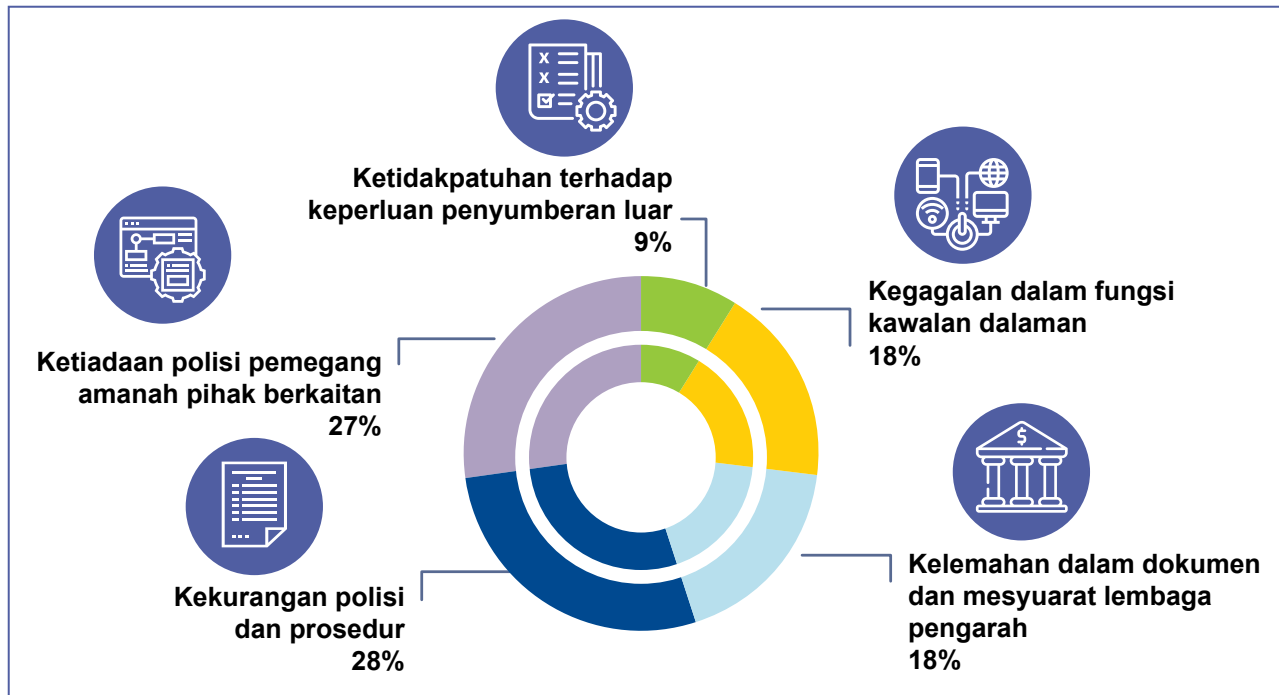 Ketidakpatuhan terhadap
keperluan penyumberan luar
9%
Kegagalan dalam fungsi
kawalan dalaman
18%
Kelemahan dalam dokumen
dan mesyuarat lembaga
pengarah
18%
Kekurangan polisi
dan prosedur
28%
Ketiadaan polisi pemegang
amanah pihak berkaitan
27%